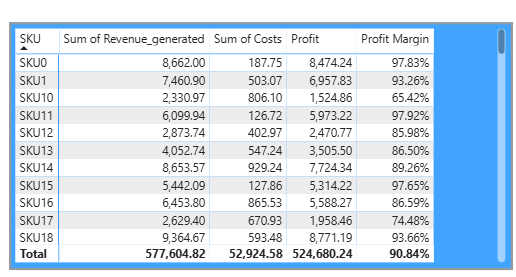 SKU Sum of Revenue_generated Sum of Costs Profit Profit Margin
SKU0 8,662.00 187.75 8,474.24 97.83%
SKU1 7,460.90 503.07 6,957.83 93.26%
SKU10 2,330.97 806.10 1,524.86 65.42%
SKU11 6,099.94 126.72 5,973.22 97.92%
SKU12 2,873.74 402.97 2,470.77 85.98%
SKU13 4,052.74 547.24 3,505.50 86.50%
SKU14 8,653.57 929.24 7,724.34 89.26%
SKU15 5,442.09 127.86 5,314.22 97.65%
SKU16 6,453.80 865.53 5,588.27 86.59%
SKU17 2,629.40 670.93 1,958.46 74.48%
SKU18 9,364.67 593.48 8,771.19 93.66%
Total 577,604.82 52,924.58 524,680.24 90.84%